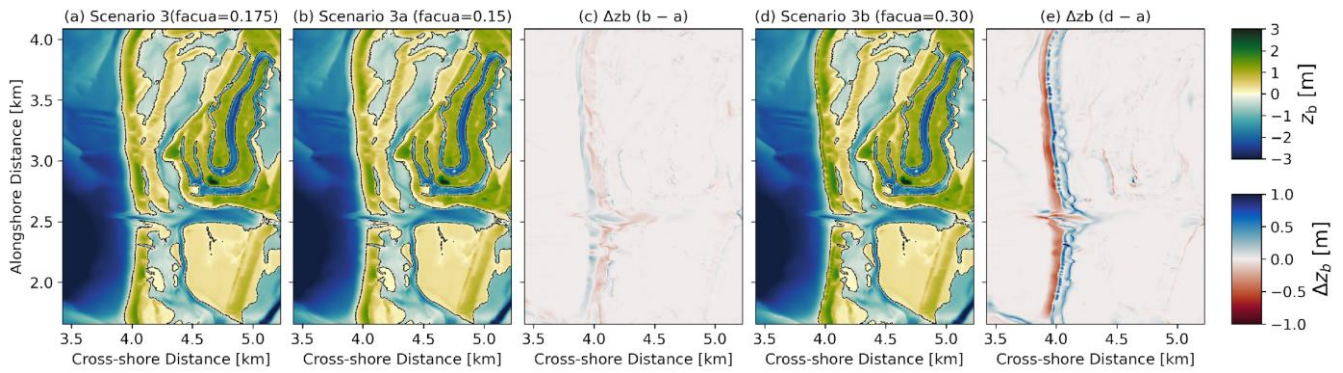 (a) Scenario 3(facua=0.175)
(b) Scenario 3a (facua=0.15)
(c) Δzb (b − a)
(d) Scenario 3b (facua=0.30)
(e) Δzb (d − a)
Alongshore Distance [km]
4.0
3.5
3.0
2.5
2.0
3.5 4.0 4.5 5.0
3.5 4.0 4.5 5.0
3.5 4.0 4.5 5.0
3.5 4.0 4.5 5.0
3.5 4.0 4.5 5.0
Cross-shore Distance [km]
Cross-shore Distance [km]
Cross-shore Distance [km]
Cross-shore Distance [km]
Cross-shore Distance [km]
3
2
1
0
−1
−2
−3
z_b [m]
1.0
0.5
0.0
−0.5
−1.0
Δz_b [m]